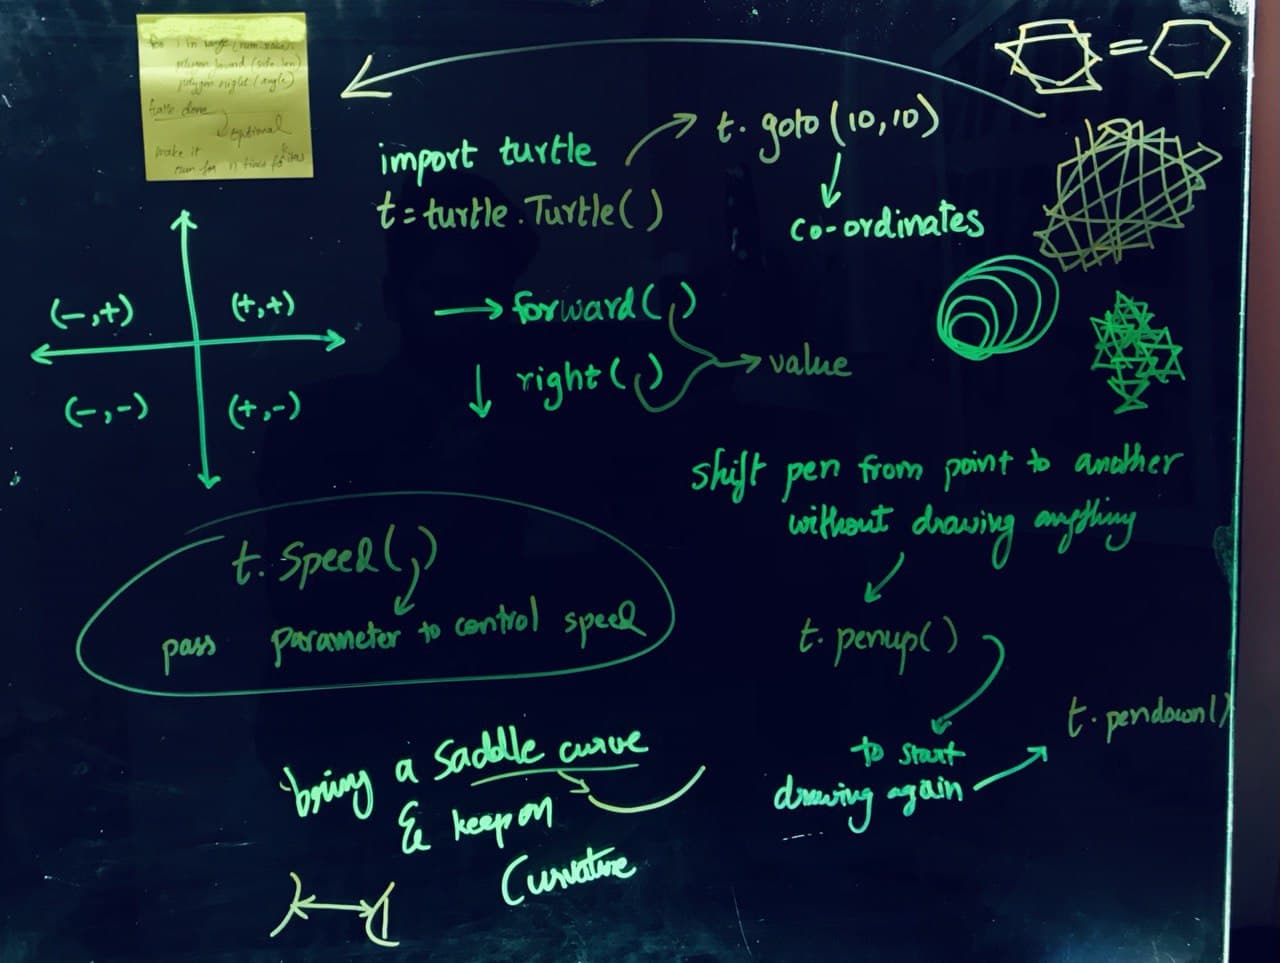 for i in range(num-sides):
polygon.forward(side-len)
polygon.right(angle)
turtle.done
optional
make it
run for n times for
=
import turtle
t = turtle.Turtle()
t.goto(10,10)
co-ordinates
(-,+)
(+,+)
(-,-)
(+,-)
forward( )
right( )
value
shift pen from point to another
without drawing anything
t.penup()
to start
drawing again
t.pendown()
t.speed( )
pass parameter to control speed
bring a saddle curve
& keep on
Curvature